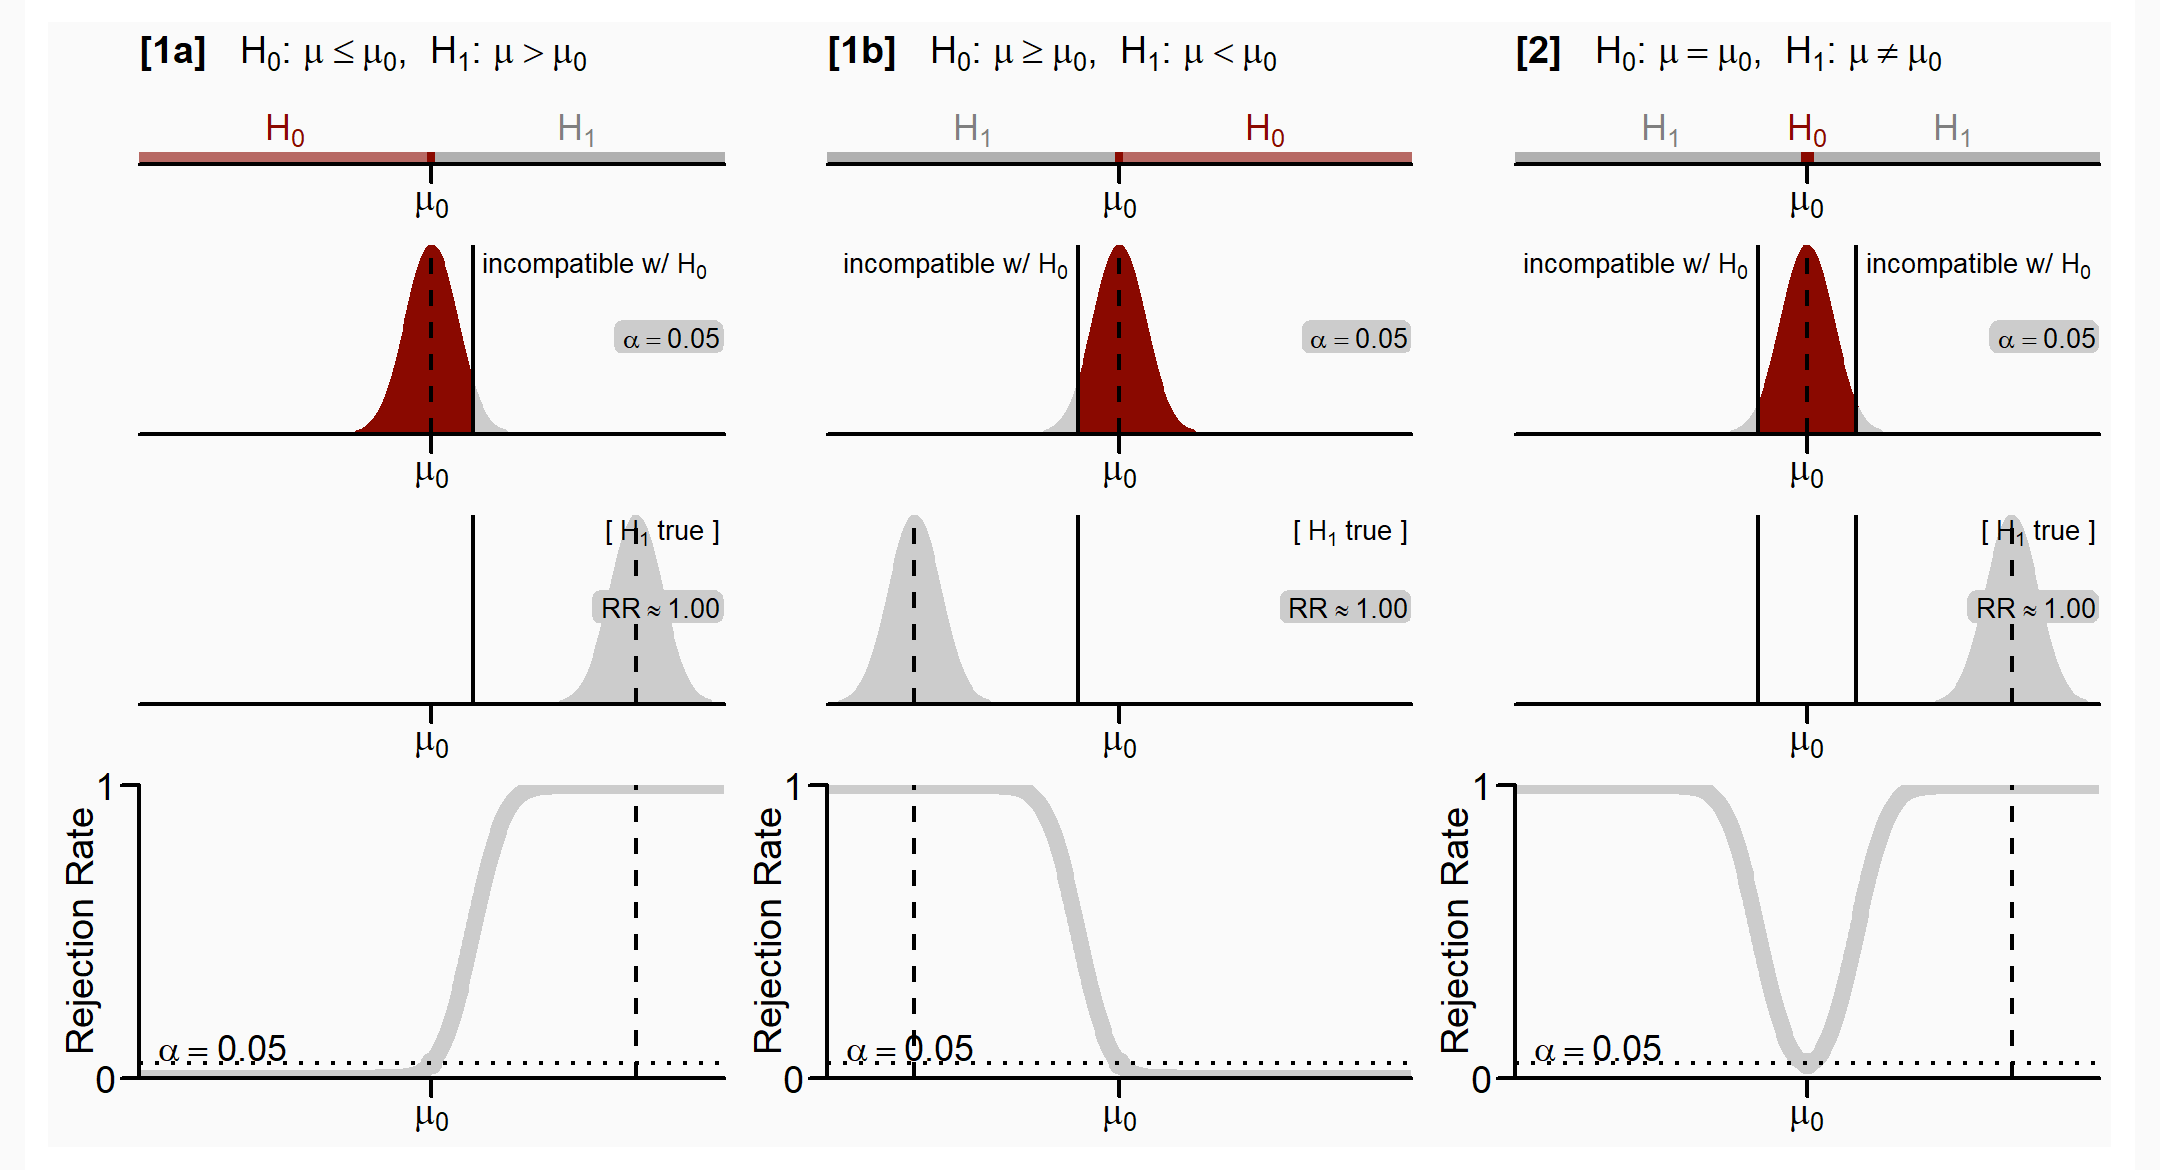 [1a] H₀: μ ≤ μ₀, H₁: μ > μ₀
H₀ H₁
μ₀
incompatible w/ H₀
α = 0.05
μ₀
[ H₁ true ]
RR ≈ 1.00
μ₀
Rejection Rate
1
α = 0.05
0
μ₀
[1b] H₀: μ ≥ μ₀, H₁: μ < μ₀
H₁ H₀
μ₀
incompatible w/ H₀
α = 0.05
μ₀
[ H₁ true ]
RR ≈ 1.00
μ₀
Rejection Rate
1
α = 0.05
0
μ₀
[2] H₀: μ = μ₀, H₁: μ ≠ μ₀
H₁ H₀ H₁
μ₀
incompatible w/ H₀ incompatible w/ H₀
α = 0.05
μ₀
[ H₁ true ]
RR ≈ 1.00
μ₀
Rejection Rate
1
α = 0.05
0
μ₀